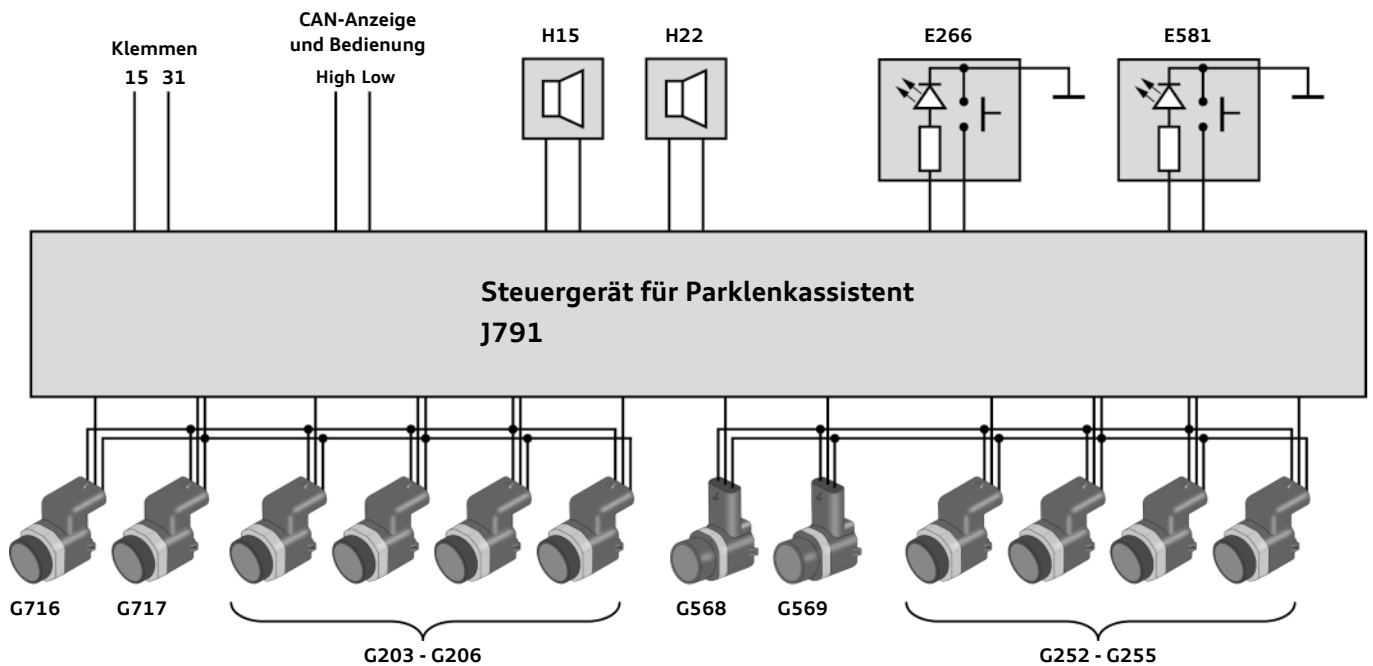 CAN-Anzeige
und Bedienung
Klemmen
15 31
High Low
H15
H22
E266
E581
Steuergerät für Parklenkassistent
J791
G716
G717
G568
G569
G203 - G206
G252 - G255